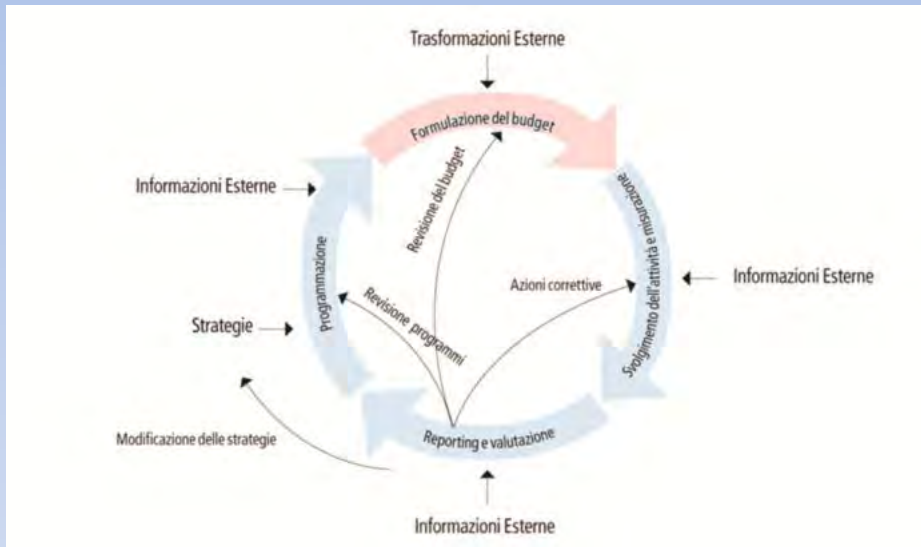 Trasformazioni Esterne
Formulazione del budget
Informazioni Esterne
Revisione del budget
Svolgimento dell'attività e misurazione
Programmazione
Azioni correttive
Informazioni Esterne
Revisione programmi
Strategie
Modificazione delle strategie
Reporting e valutazione
Informazioni Esterne